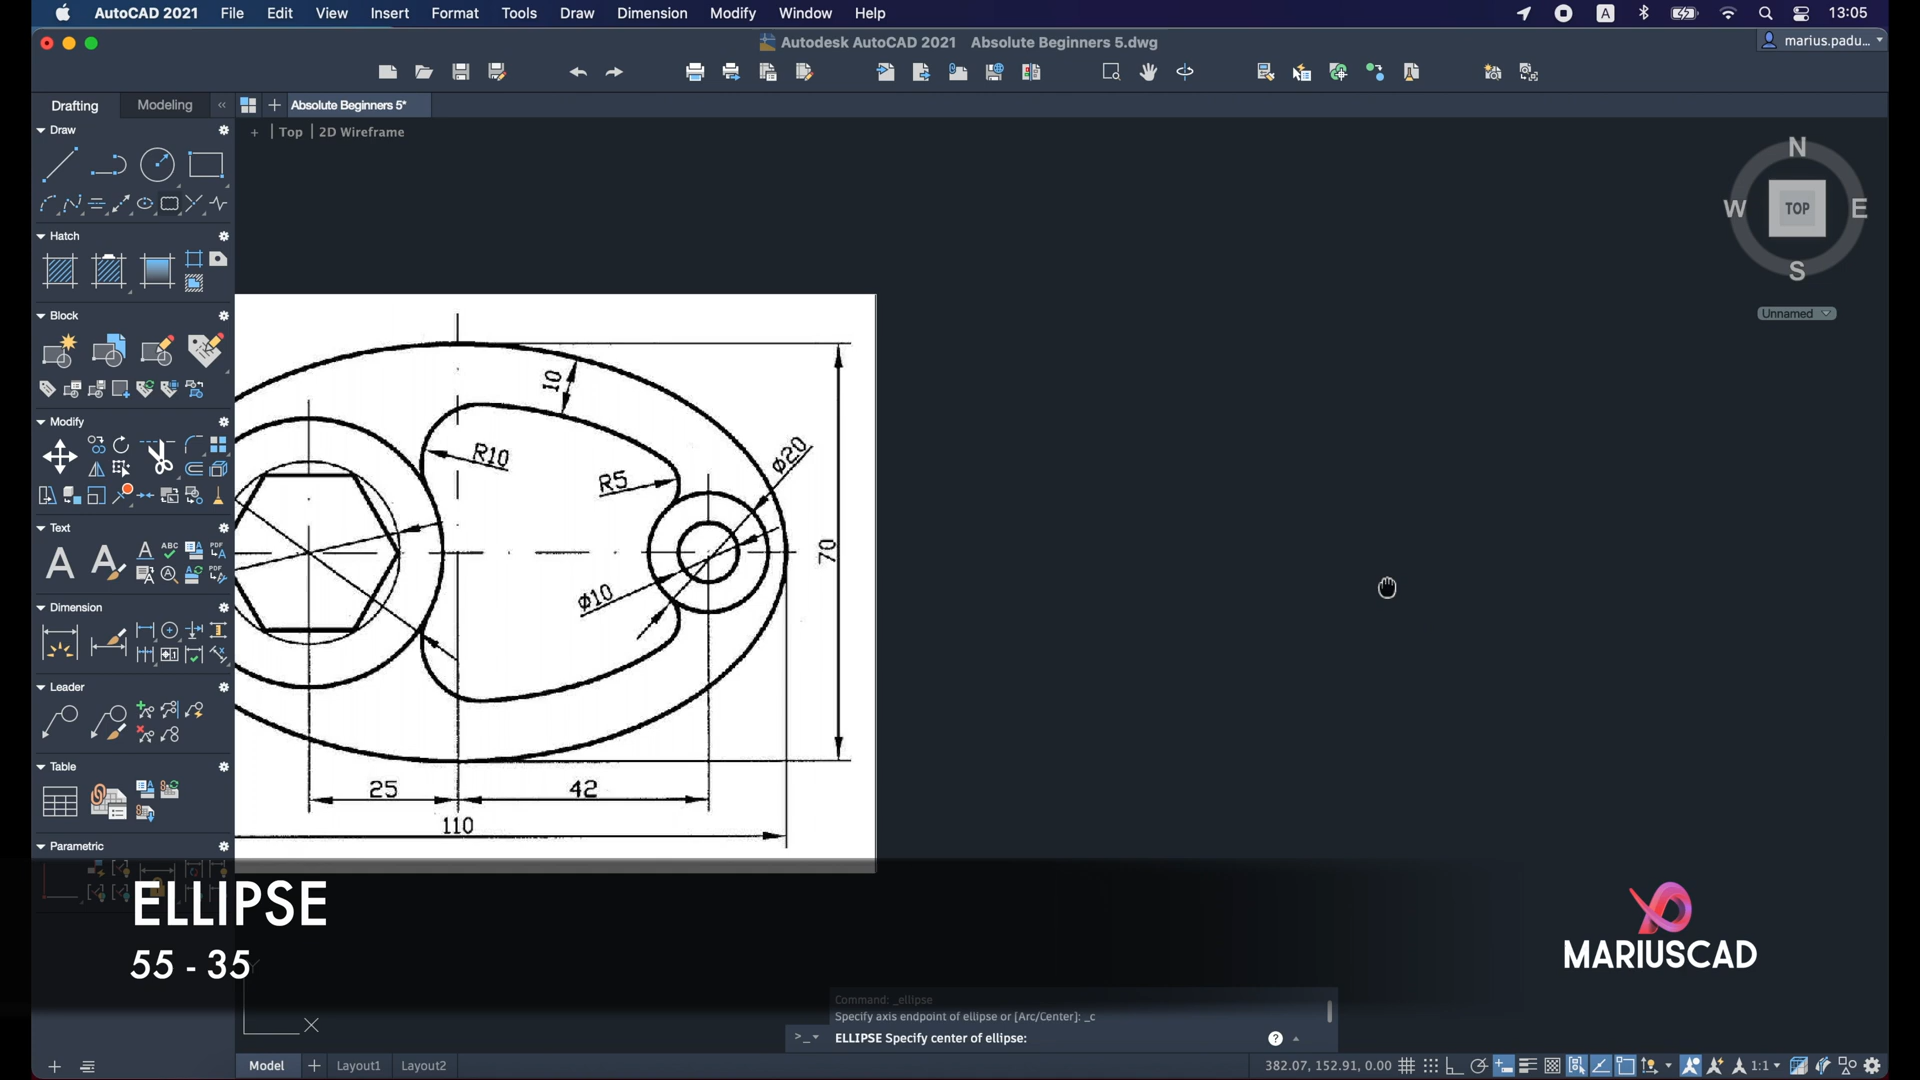 AutoCAD 2021 File Edit View Insert Format Tools Draw Dimension Modify Window Help A 13:05
Autodesk AutoCAD 2021 Absolute Beginners 5.dwg marius.padu...
Drafting Modeling Absolute Beginners 5*
+ Top 2D Wireframe
Draw
Hatch
Block
Modify
Text
Dimension
Leader
Table
Parametric
N
W TOP E
S
Unnamed
10
R10
R5
ø20
ø10
70
25
42
110
ELLIPSE
55 - 35
MARIUSCAD
Command: _ellipse
Specify axis endpoint of ellipse or [Arc/Center]: _c
ELLIPSE Specify center of ellipse:
X
Model Layout1 Layout2 382.07, 152.91, 0.00 1:1